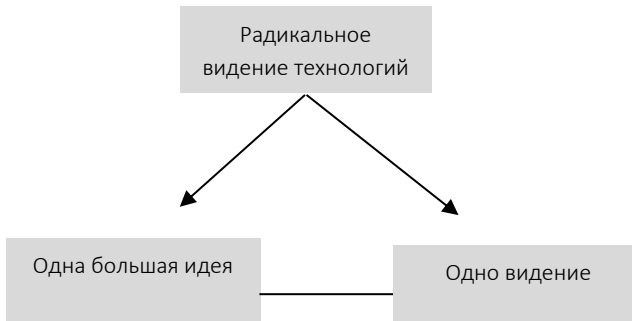 Радикальное
видение технологий
Одна большая идея
Одно видение